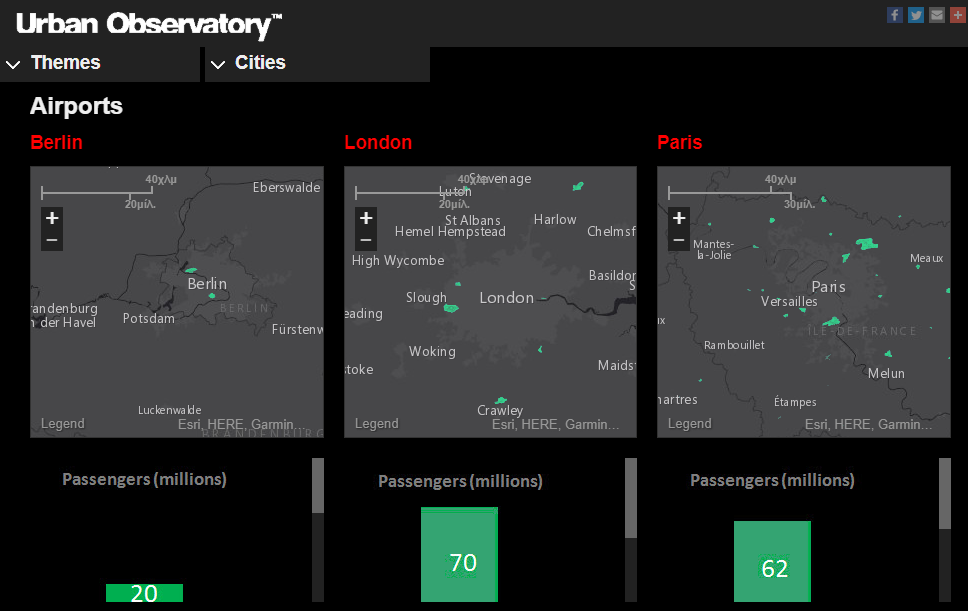 Urban Observatory™
Themes
Cities
Airports
Berlin
London
Paris
40χλμ
20μίλ.
Eberswalde
+
−
Berlin
BERLIN
randenburg
n der Havel
Potsdam
Fürstenw
Luckenwalde
Legend
Esri, HERE, Garmin...
BRANDENBURG
40χλμ
Stevenage
Luton
20μίλ.
St Albans
Harlow
Hemel Hempstead
Chelmsf
+
−
High Wycombe
Basildon
S
Slough
London
eading
Woking
Maids
stoke
Crawley
Legend
Esri, HERE, Garmin...
40χλμ
30μίλ.
+
−
Mantes-
la-Jolie
Meaux
Paris
Versailles
ÎLE-DE-FRANCE
ux
Rambouillet
Melun
hartres
Étampes
Legend
Esri, HERE, Garmin...
Passengers (millions)
20
Passengers (millions)
70
Passengers (millions)
62